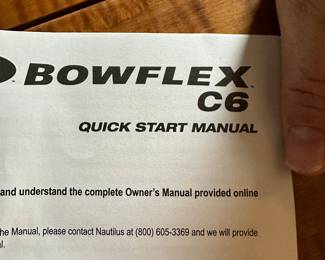 BOWFLEX
C6
QUICK START MANUAL
and understand the complete Owner's Manual provided online
he Manual, please contact Nautilus at (800) 605-3369 and we will provide
al.